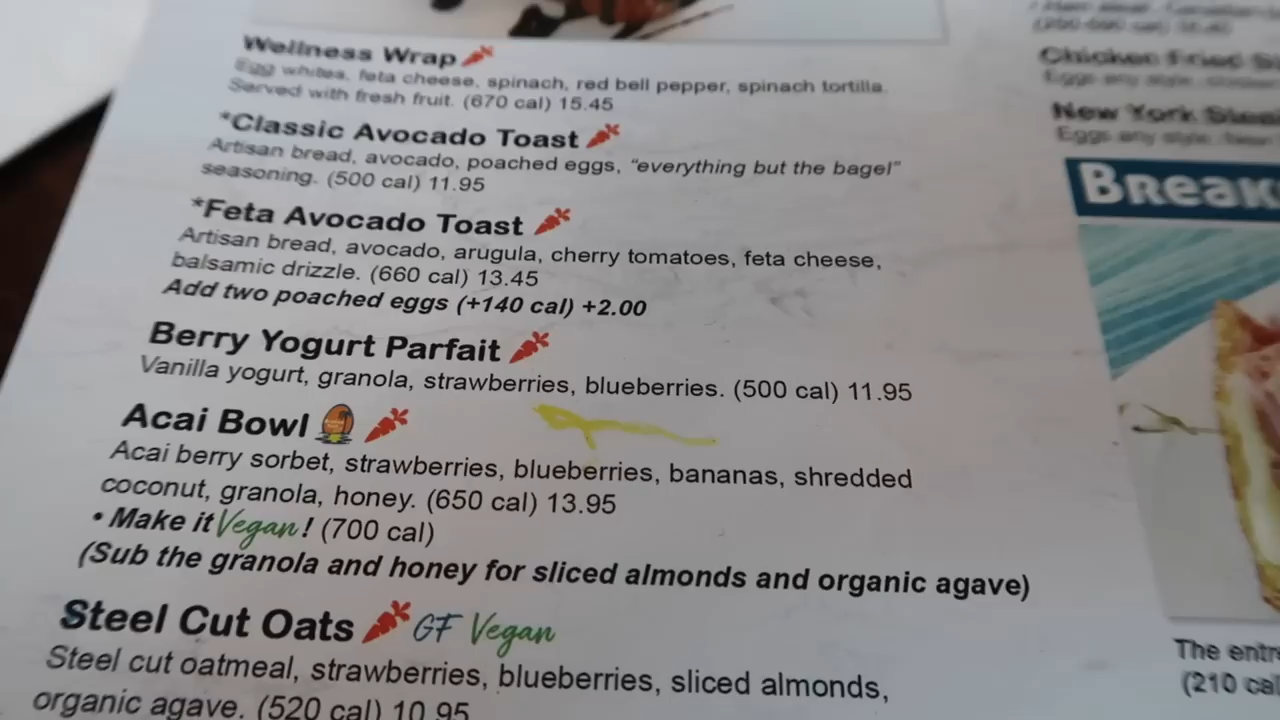 Wellness Wrap
Egg whites, feta cheese, spinach, red bell pepper, spinach tortilla.
Served with fresh fruit. (670 cal) 15.45
*Classic Avocado Toast
Artisan bread, avocado, poached eggs, “everything but the bagel”
seasoning. (500 cal) 11.95
*Feta Avocado Toast
Artisan bread, avocado, arugula, cherry tomatoes, feta cheese,
balsamic drizzle. (660 cal) 13.45
Add two poached eggs (+140 cal) +2.00
Berry Yogurt Parfait
Vanilla yogurt, granola, strawberries, blueberries. (500 cal) 11.95
Acai Bowl
Acai berry sorbet, strawberries, blueberries, bananas, shredded
coconut, granola, honey. (650 cal) 13.95
• Make it Vegan! (700 cal)
(Sub the granola and honey for sliced almonds and organic agave)
Steel Cut Oats GF Vegan
Steel cut oatmeal, strawberries, blueberries, sliced almonds,
organic agave. (520 cal) 10.95
Chicken Fried
Eggs any style,
New York
Eggs any style,
The
(210